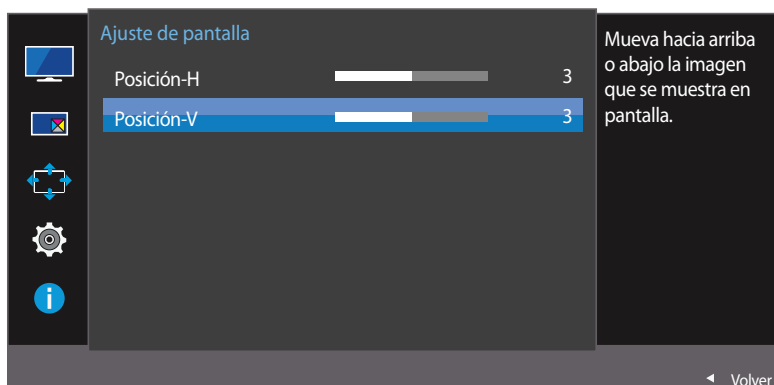 Ajuste de pantalla
Posición-H 3
Posición-V 3
Mueva hacia arriba
o abajo la imagen
que se muestra en
pantalla.
Volver